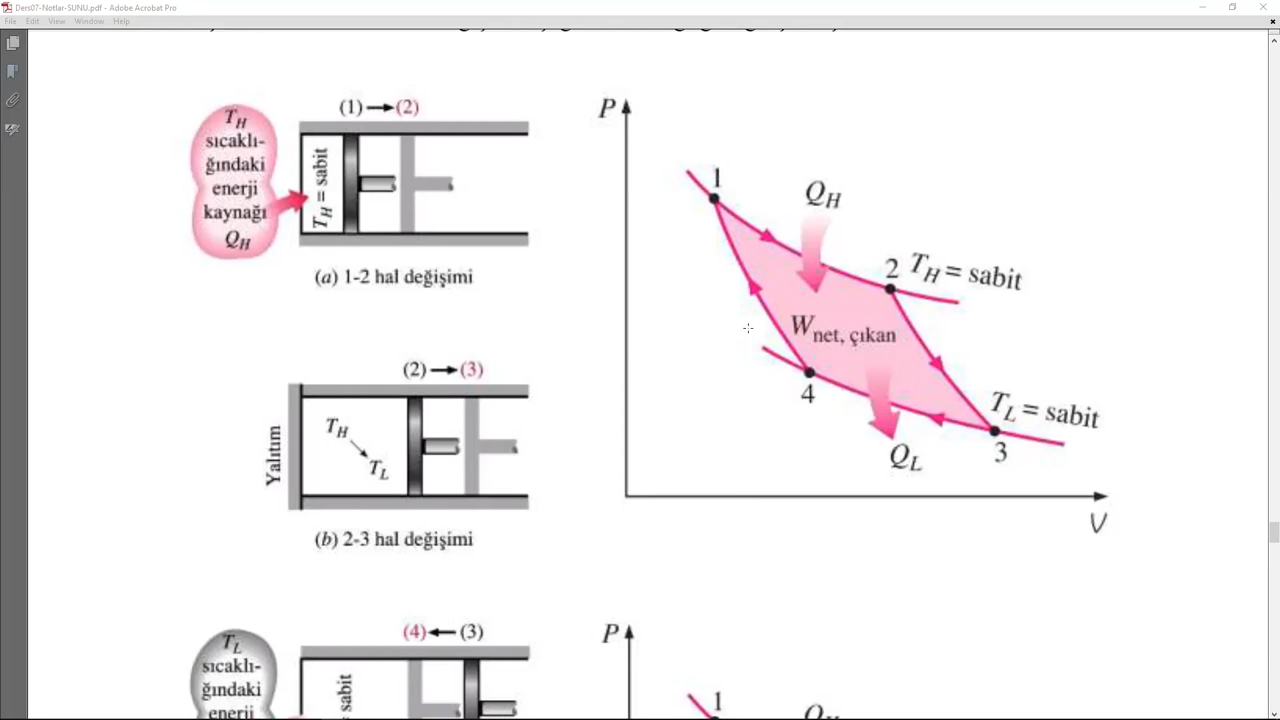 Ders07-Notlar-SUNU.pdf - Adobe Acrobat Pro
File Edit View Window Help
(1) → (2)
T_H
sıcaklı-
ğındaki
enerji
kaynağı
Q_H
T_H = sabit
(a) 1-2 hal değişimi
(2) → (3)
Yalıtım
T_H
T_L
(b) 2-3 hal değişimi
P
1
Q_H
2
T_H = sabit
W_net, çıkan
4
T_L = sabit
Q_L
3
V
(4) ← (3)
T_L
sıcaklı-
ğındaki
enerji
= sabit
P
1
Q_H